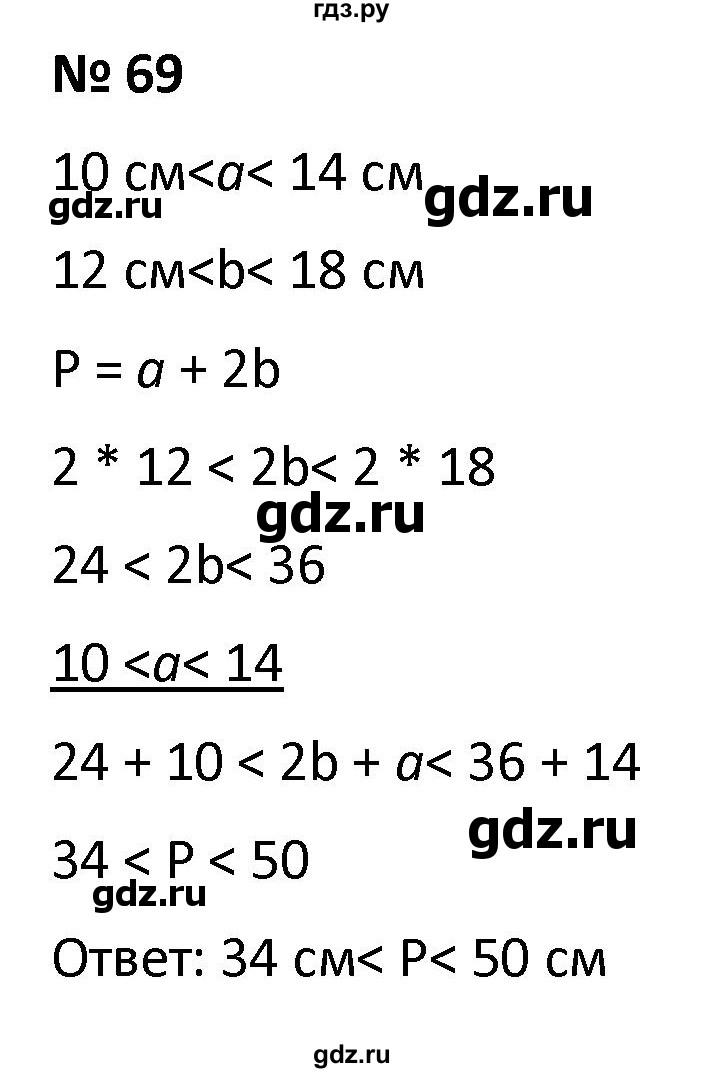 гдз.ру
№ 69
10 см<a< 14 см
gdz.ru
gdz.ru
12 см<b< 18 см
P = a + 2b
2 * 12 < 2b< 2 * 18
gdz.ru
24 < 2b< 36
10 <a< 14
24 + 10 < 2b + a< 36 + 14
gdz.ru
34 < P < 50
gdz.ru
Ответ: 34 см< P< 50 см
gdz.ru